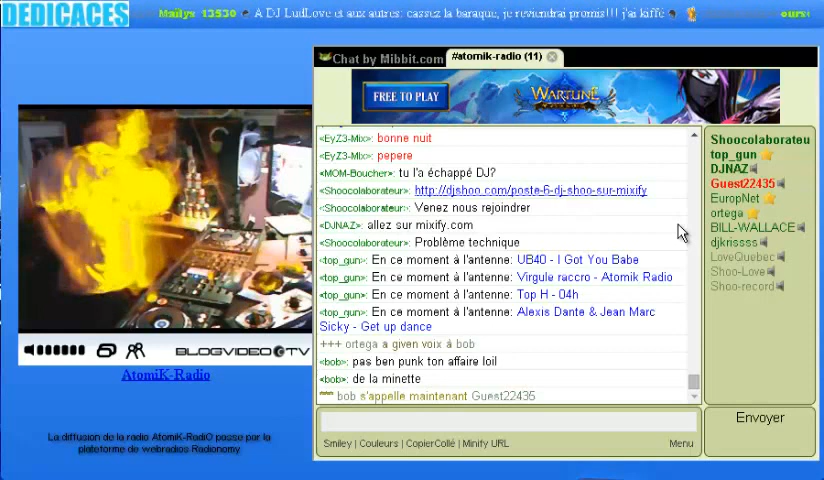 DEDICACES
Maïlys 13530 A DJ LudLove et aux autres: cassez la baraque, je reviendrai promis!!! j'ai kiffé ours
Chat by Mibbit.com #atomik-radio (11)
FREE TO PLAY WARTUNE
<EyZ3-Mix>: bonne nuit
<EyZ3-Mix>: pepere
<MOM-Boucher>: tu l'a échappé DJ?
<Shoocolaborateur>: http://djshoo.com/poste-6-dj-shoo-sur-mixify
<Shoocolaborateur>: Venez nous rejoindrer
<DJNAZ>: allez sur mixify.com
<Shoocolaborateur>: Problème technique
<top_gun>: En ce moment à l'antenne: UB40 - I Got You Babe
<top_gun>: En ce moment à l'antenne: Virgule raccro - Atomik Radio
<top_gun>: En ce moment à l'antenne: Top H - 04h
<top_gun>: En ce moment à l'antenne: Alexis Dante & Jean Marc
Sicky - Get up dance
+++ ortega a given voix à bob
<bob>: pas ben punk ton affaire loil
<bob>: de la minette
*** bob s'appelle maintenant Guest22435
Shoocolaborateu
top_gun
DJNAZ
Guest22435
EuropNet
ortega
BILL-WALLACE
djkrissss
LoveQuebec
Shoo-Love
Shoo-record
Smiley | Couleurs | CopierCollé | Minify URL Menu
Envoyer
BLOGVIDEO TV
AtomiK-Radio
La diffusion de la radio AtomiK-RadiO passe par la
plateforme de webradios Radionomy